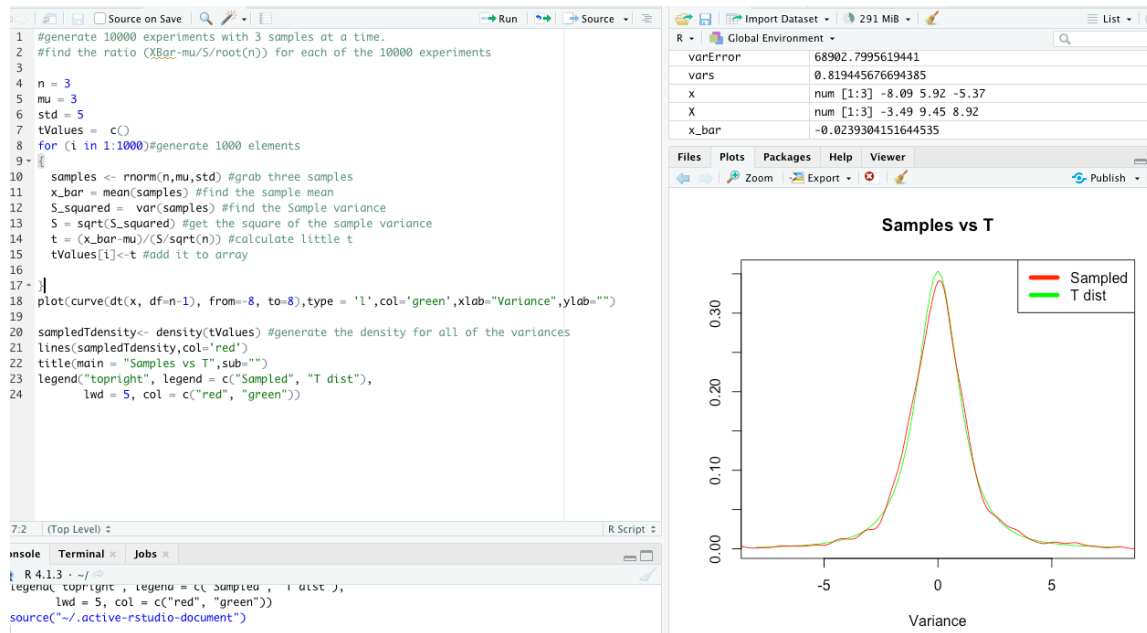 Source on Save Run Source
1 #generate 10000 experiments with 3 samples at a time.
2 #find the ratio (XBar-mu/S/root(n)) for each of the 10000 experiments
3
4 n = 3
5 mu = 3
6 std = 5
7 tValues = c()
8 for (i in 1:1000)#generate 1000 elements
9 {
10 samples <- rnorm(n,mu,std) #grab three samples
11 x_bar = mean(samples) #find the sample mean
12 S_squared = var(samples) #find the Sample variance
13 S = sqrt(S_squared) #get the square of the sample variance
14 t = (x_bar-mu)/(S/sqrt(n)) #calculate little t
15 tValues[i]<-t #add it to array
16
17 }
18 plot(curve(dt(x, df=n-1), from=-8, to=8),type = 'l',col='green',xlab="Variance",ylab="")
19
20 sampledTdensity<- density(tValues) #generate the density for all of the variances
21 lines(sampledTdensity,col='red')
22 title(main = "Samples vs T",sub="")
23 legend("topright", legend = c("Sampled", "T dist"),
24 lwd = 5, col = c("red", "green"))
7:2 (Top Level) R Script
onsole Terminal × Jobs ×
R 4.1.3 · ~/
legend("topright", legend = c("Sampled", "T dist"),
lwd = 5, col = c("red", "green"))
source("~/.active-rstudio-document")
Import Dataset 291 MiB List
R Global Environment
varError 68902.7995619441
vars 0.819445676694385
x num [1:3] -8.09 5.92 -5.37
X num [1:3] -3.49 9.45 8.92
x_bar -0.0239304151644535
Files Plots Packages Help Viewer
Zoom Export Publish
Samples vs T
Sampled
T dist
0.30
0.20
0.10
0.00
-5 0 5
Variance